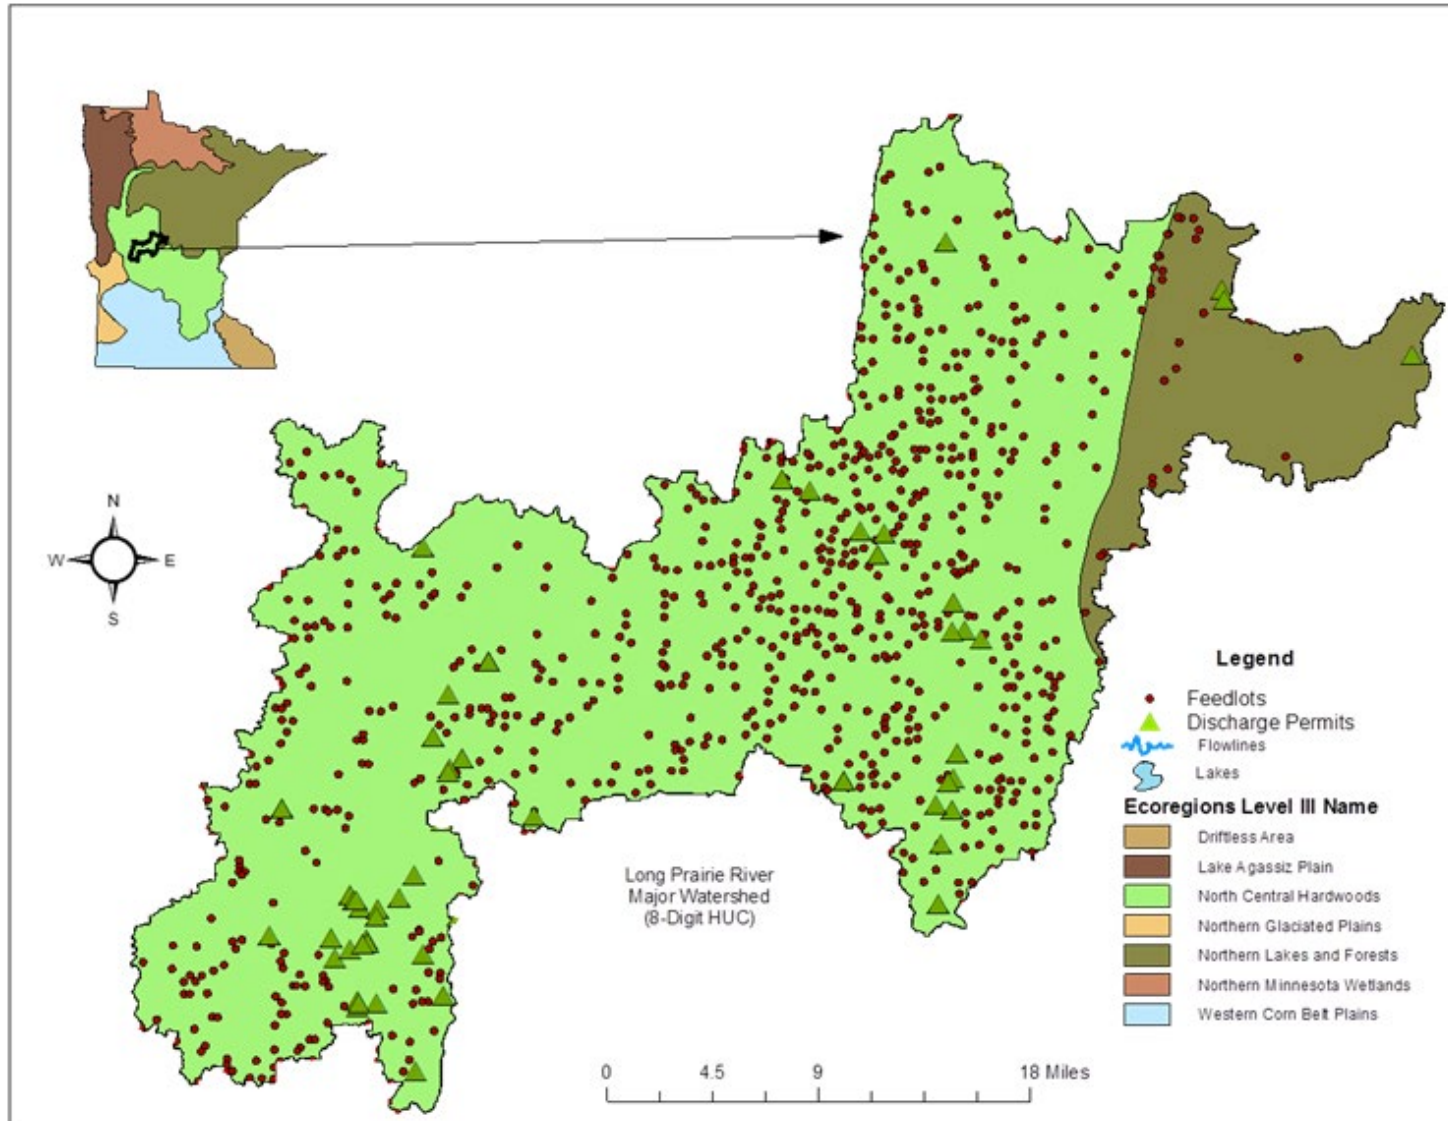 N
W
E
S
Long Prairie River
Major Watershed
(8-Digit HUC)
0
4.5
9
18 Miles
Legend
Feedlots
Discharge Permits
Flowlines
Lakes
Ecoregions Level III Name
Driftless Area
Lake Agassiz Plain
North Central Hardwoods
Northern Glaciated Plains
Northern Lakes and Forests
Northern Minnesota Wetlands
Western Corn Belt Plains